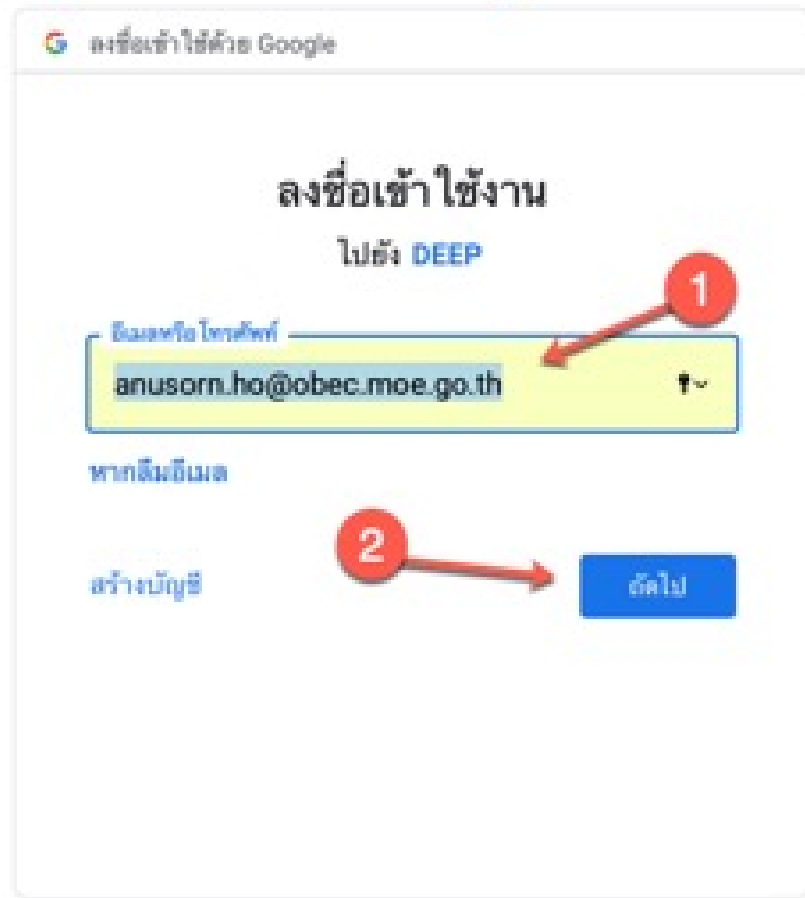 ลงชื่อเข้าใช้ด้วย Google
ลงชื่อเข้าใช้งาน
ไปยัง DEEP
1
อีเมลหรือโทรศัพท์
anusorn.ho@obec.moe.go.th
หากลืมอีเมล
2
สร้างบัญชี
ถัดไป